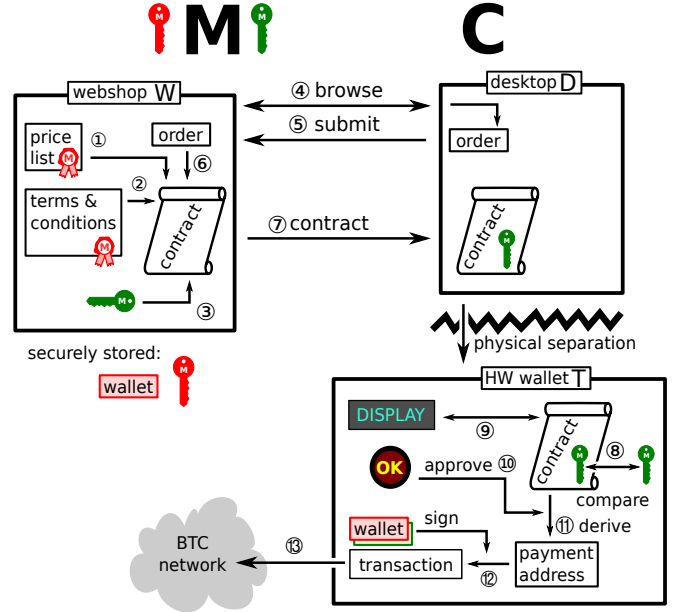 M
M
M
C
webshop W
desktop D
④ browse
⑤ submit
price
list
M
①
order
⑥
order
②
terms &
conditions
M
contract
⑦ contract
contract
M
M
③
securely stored:
wallet
M
physical separation
HW wallet T
DISPLAY
⑨
contract
M
⑧
M
compare
OK
approve ⑩
⑪ derive
wallet
sign
BTC
network
⑬
transaction
⑫
payment
address